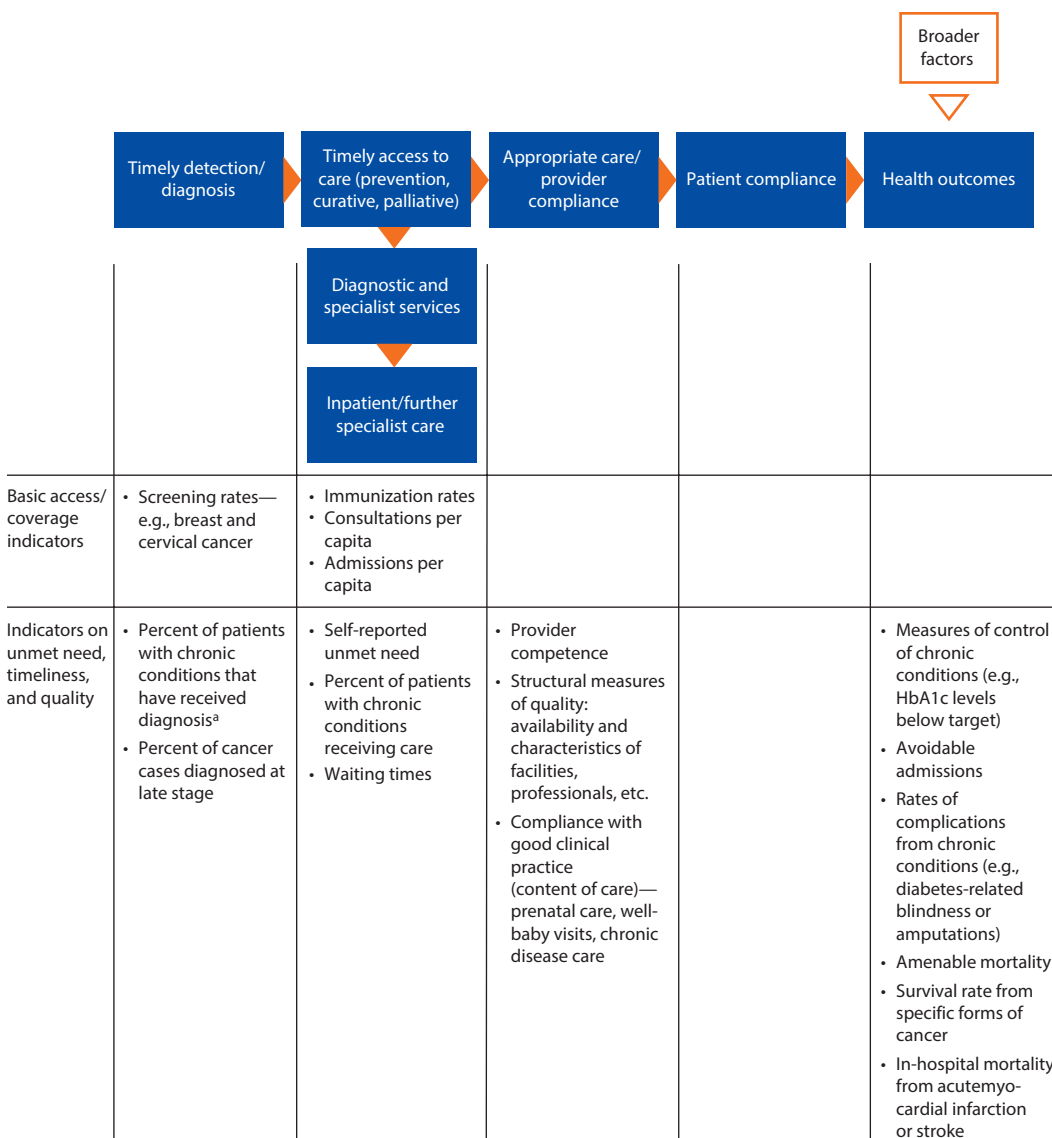 Broader
factors
Timely detection/
diagnosis
Timely access to
care (prevention,
curative, palliative)
Appropriate care/
provider
compliance
Patient compliance
Health outcomes
Diagnostic and
specialist services
Inpatient/further
specialist care
Basic access/
coverage
indicators
• Screening rates—
e.g., breast and
cervical cancer
• Immunization rates
• Consultations per
capita
• Admissions per
capita
Indicators on
unmet need,
timeliness,
and quality
• Percent of patients
with chronic
conditions that
have received
diagnosisᵃ
• Percent of cancer
cases diagnosed at
late stage
• Self-reported
unmet need
• Percent of patients
with chronic
conditions
receiving care
• Waiting times
• Provider
competence
• Structural measures
of quality:
availability and
characteristics of
facilities,
professionals, etc.
• Compliance with
good clinical
practice
(content of care)—
prenatal care, well-
baby visits, chronic
disease care
• Measures of control
of chronic
conditions (e.g.,
HbA1c levels
below target)
• Avoidable
admissions
• Rates of
complications
from chronic
conditions (e.g.,
diabetes-related
blindness or
amputations)
• Amenable mortality
• Survival rate from
specific forms of
cancer
• In-hospital mortality
from acutemyo-
cardial infarction
or stroke